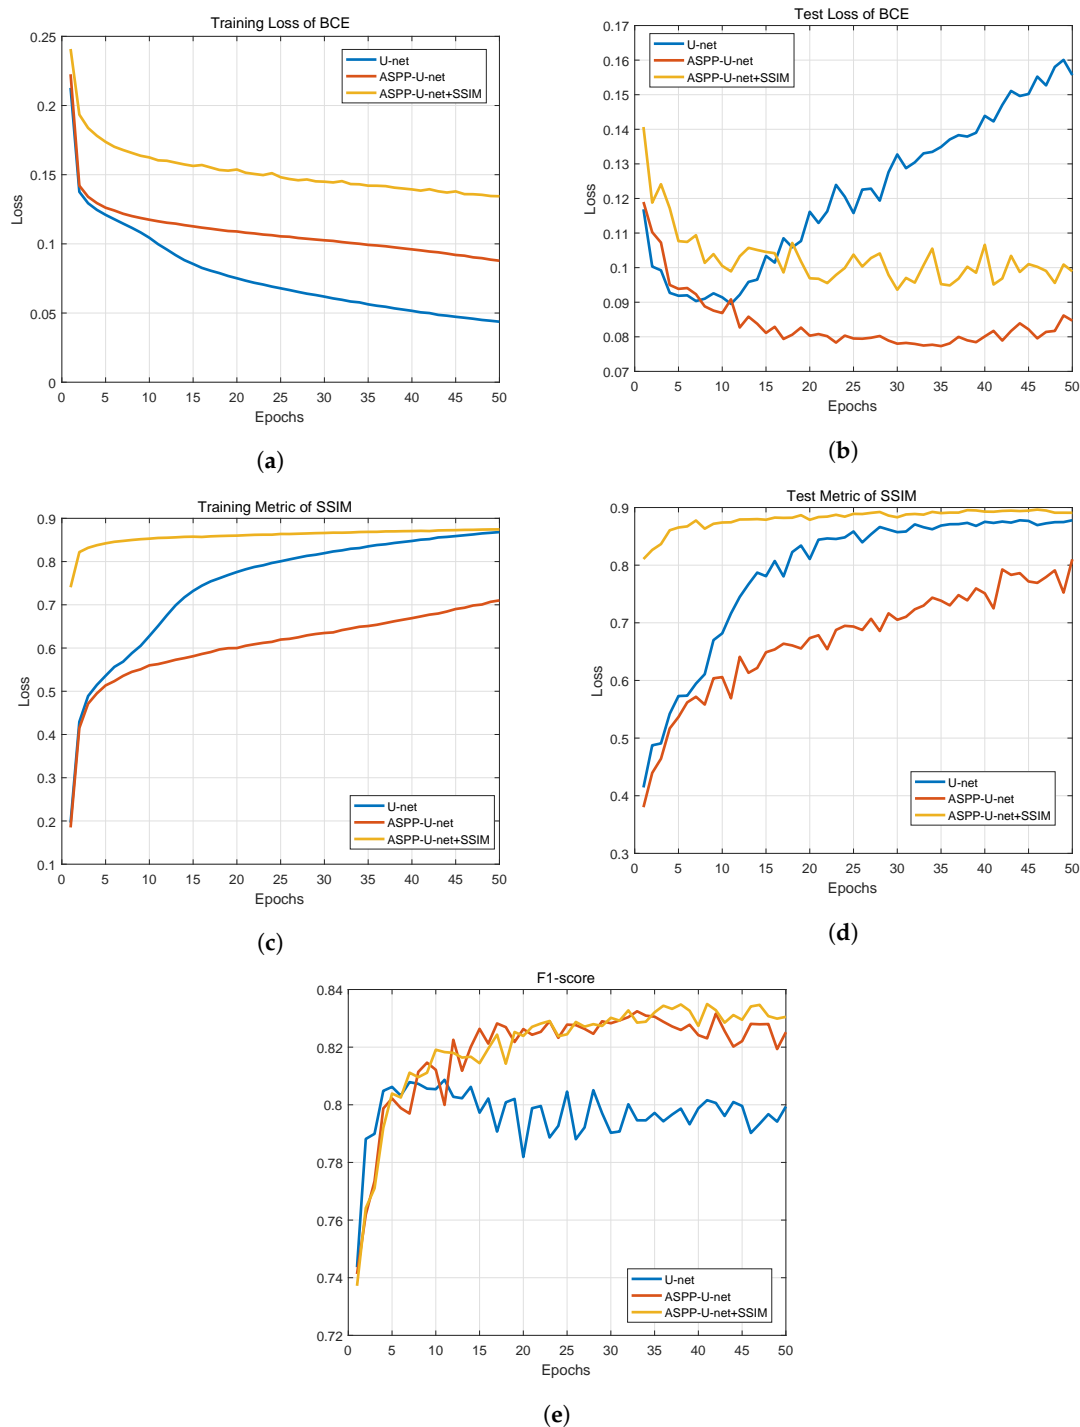 Training Loss of BCE
0.25
0.2
0.15
0.1
0.05
0
Loss
U-net
ASPP-U-net
ASPP-U-net+SSIM
0 5 10 15 20 25 30 35 40 45 50
Epochs
(a)
Test Loss of BCE
0.17
0.16
0.15
0.14
0.13
0.12
0.11
0.1
0.09
0.08
0.07
Loss
U-net
ASPP-U-net
ASPP-U-net+SSIM
0 5 10 15 20 25 30 35 40 45 50
Epochs
(b)
Training Metric of SSIM
0.9
0.8
0.7
0.6
0.5
0.4
0.3
0.2
0.1
Loss
U-net
ASPP-U-net
ASPP-U-net+SSIM
0 5 10 15 20 25 30 35 40 45 50
Epochs
(c)
Test Metric of SSIM
0.9
0.8
0.7
0.6
0.5
0.4
0.3
Loss
U-net
ASPP-U-net
ASPP-U-net+SSIM
0 5 10 15 20 25 30 35 40 45 50
Epochs
(d)
F1-score
0.84
0.82
0.8
0.78
0.76
0.74
0.72
U-net
ASPP-U-net
ASPP-U-net+SSIM
0 5 10 15 20 25 30 35 40 45 50
Epochs
(e)